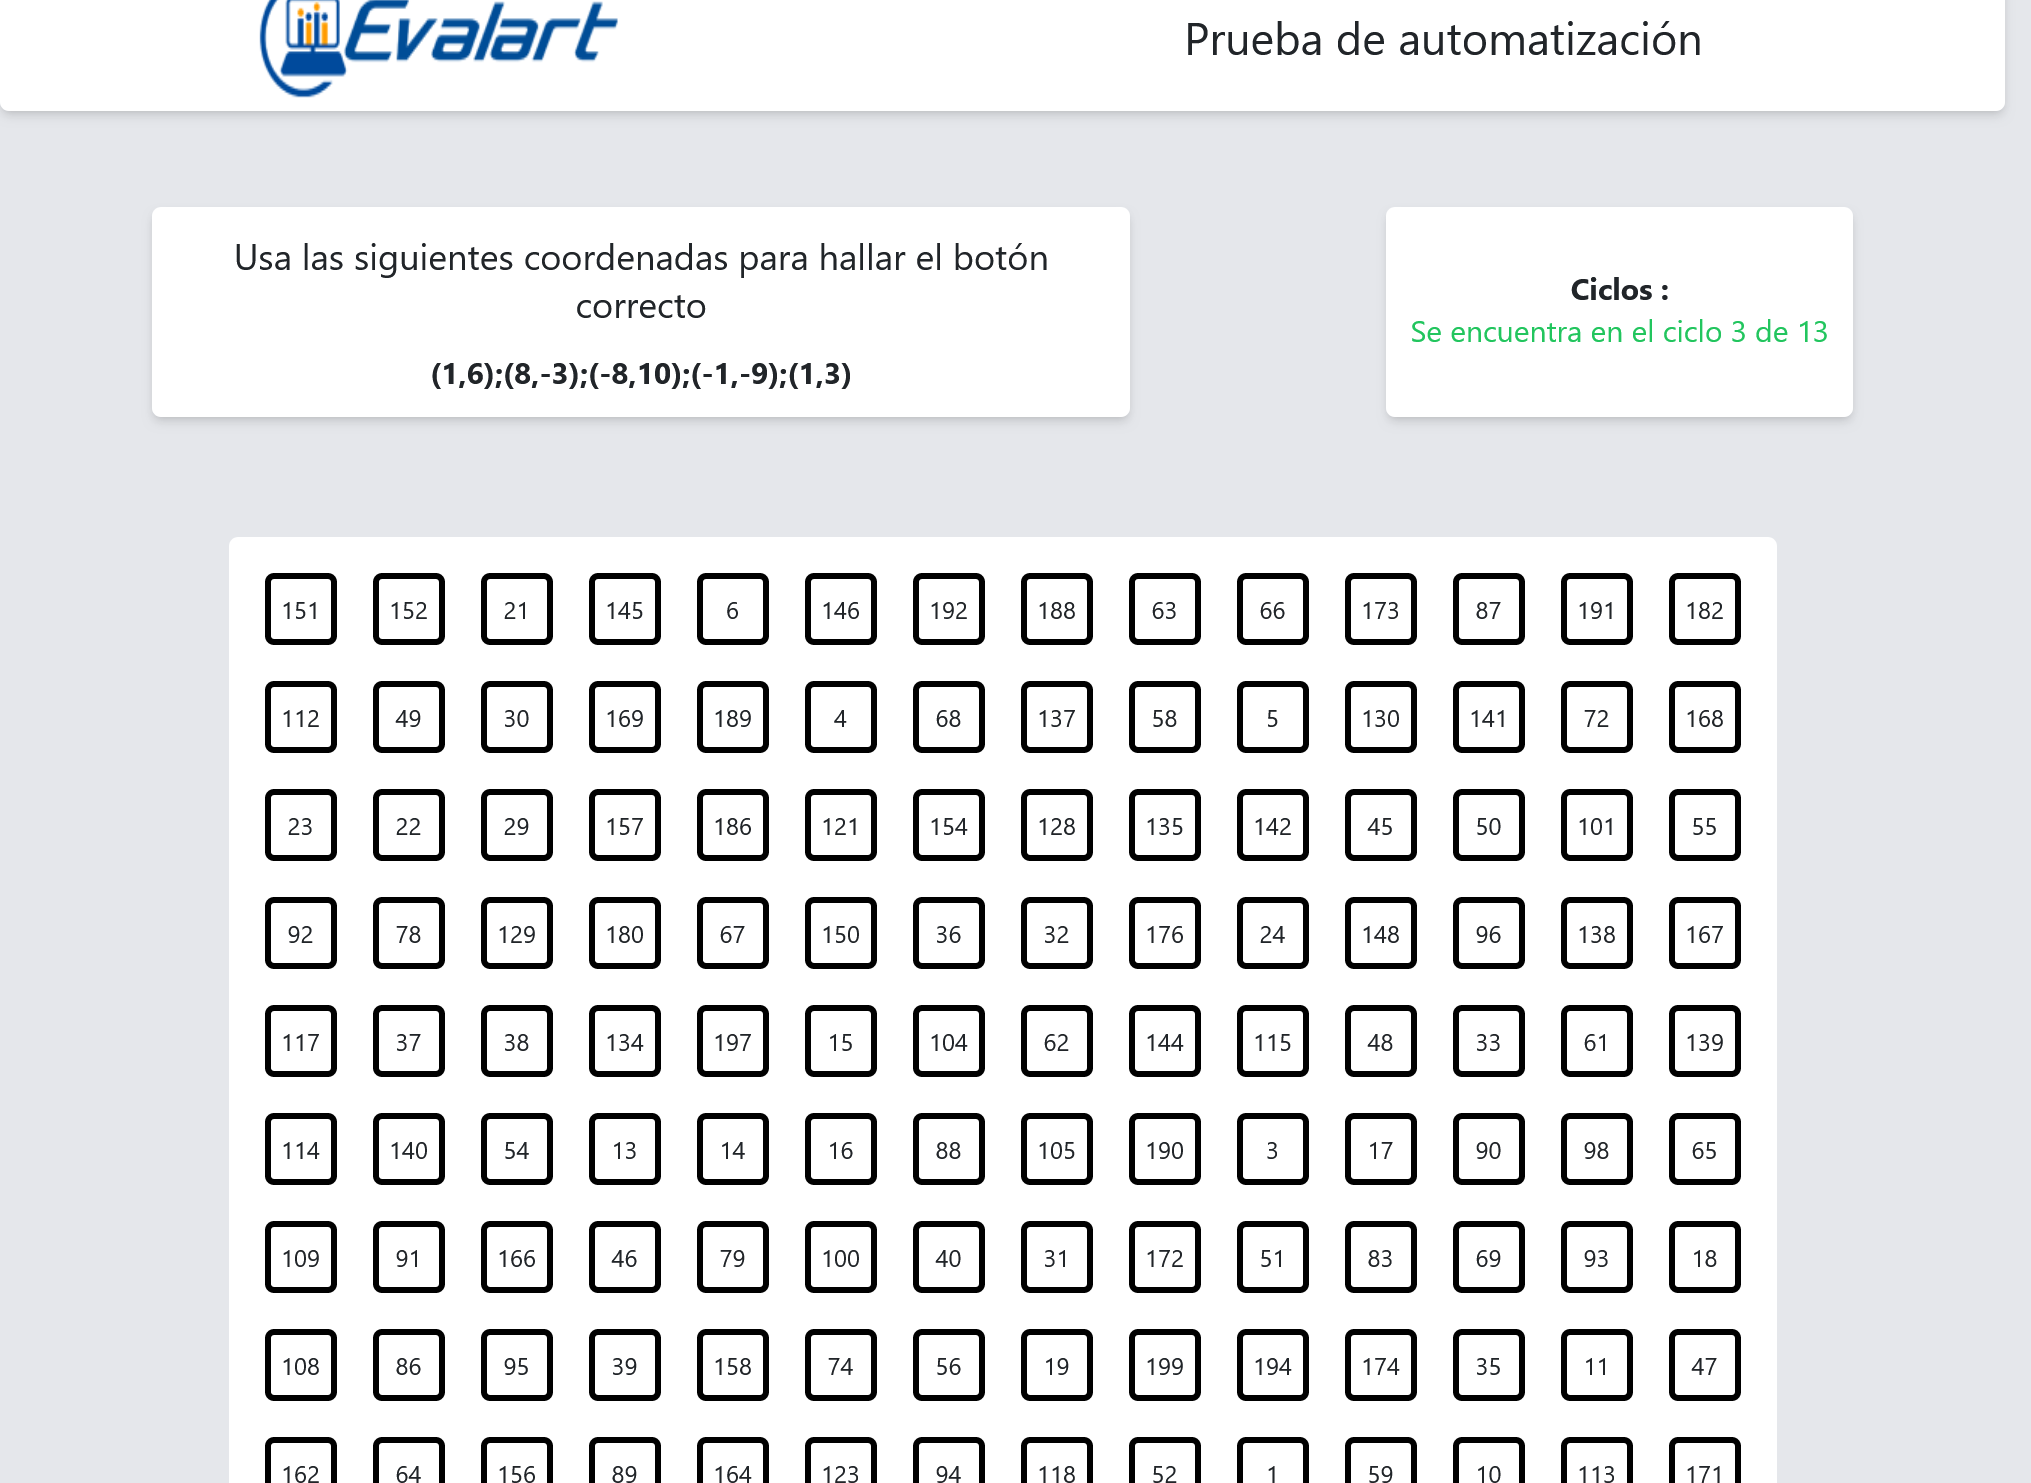 Evalart
Prueba de automatización
Usa las siguientes coordenadas para hallar el botón
correcto
(1,6);(8,-3);(-8,10);(-1,-9);(1,3)
Ciclos :
Se encuentra en el ciclo 3 de 13
151 152 21 145 6 146 192 188 63 66 173 87 191 182
112 49 30 169 189 4 68 137 58 5 130 141 72 168
23 22 29 157 186 121 154 128 135 142 45 50 101 55
92 78 129 180 67 150 36 32 176 24 148 96 138 167
117 37 38 134 197 15 104 62 144 115 48 33 61 139
114 140 54 13 14 16 88 105 190 3 17 90 98 65
109 91 166 46 79 100 40 31 172 51 83 69 93 18
108 86 95 39 158 74 56 19 199 194 174 35 11 47
162 64 156 89 164 123 94 118 52 1 59 10 113 171